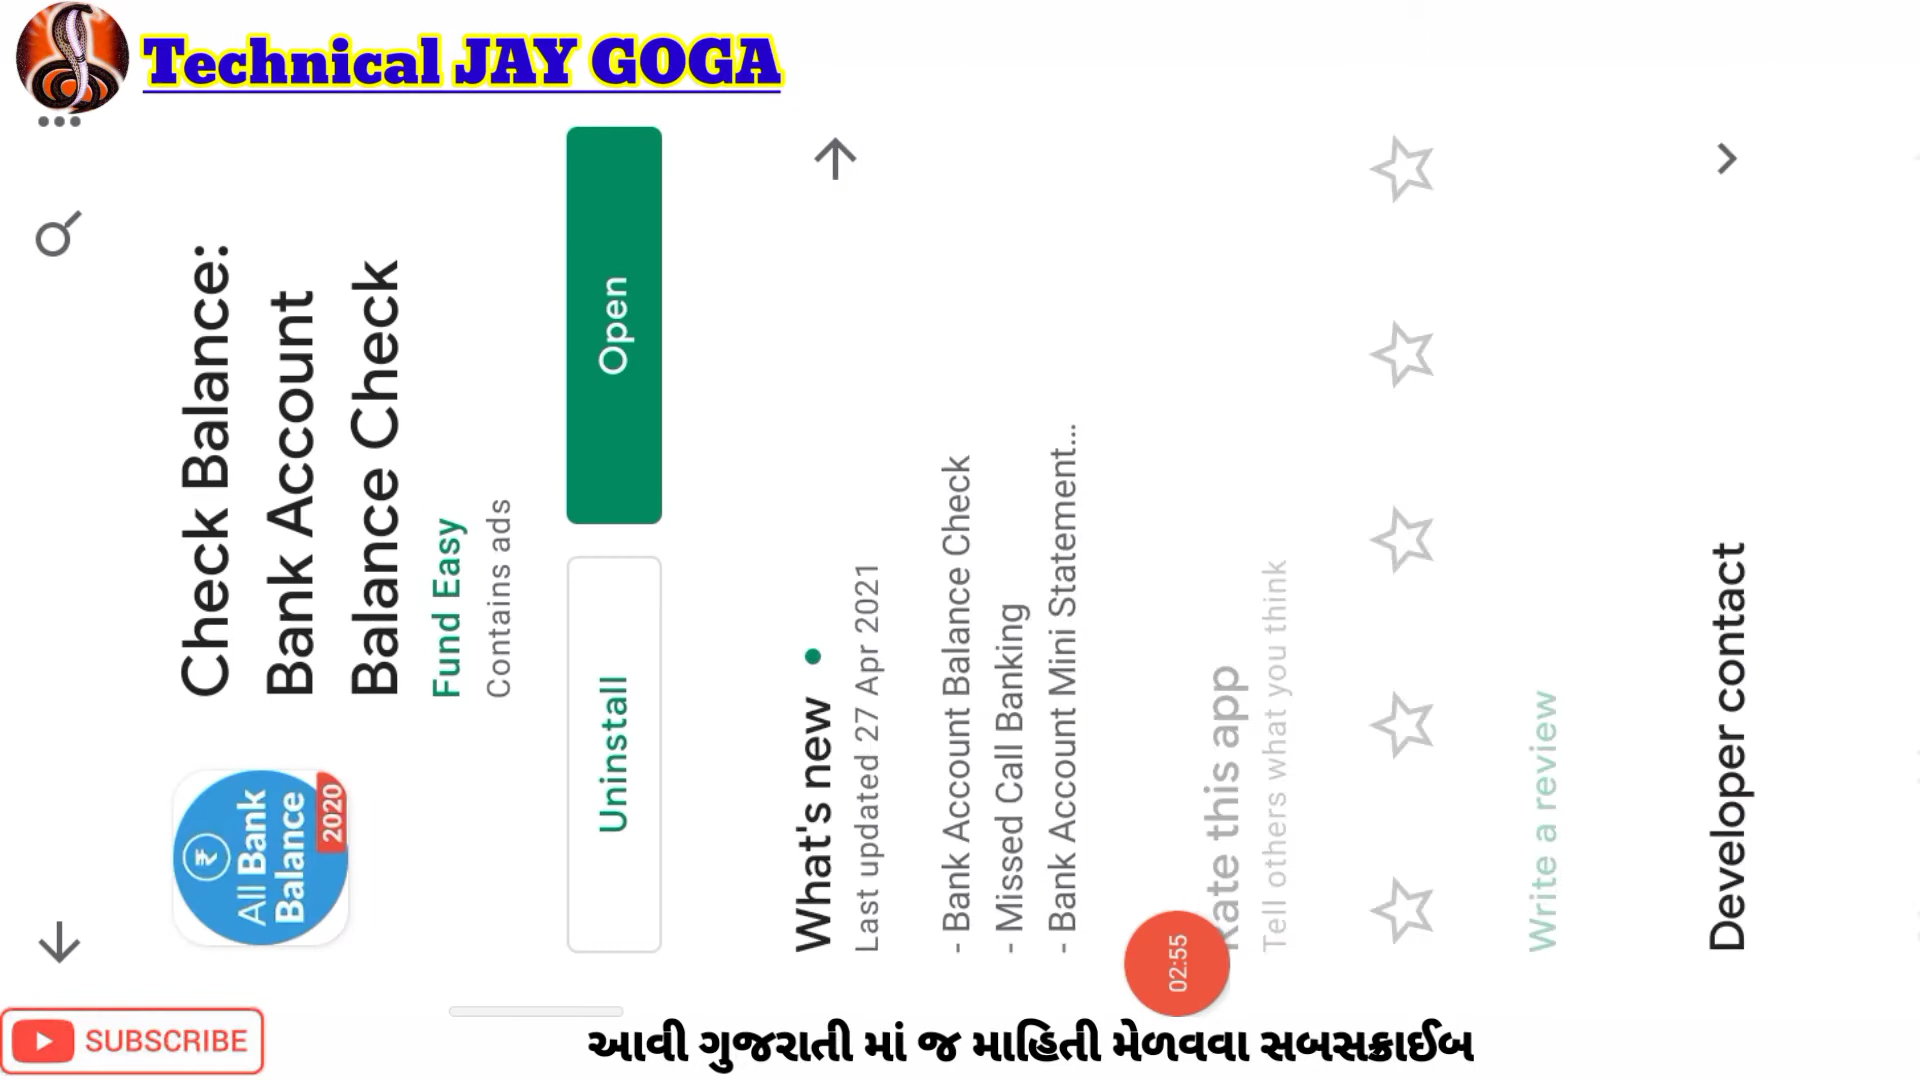 Technical JAY GOGA
Check Balance:
Bank Account
Balance Check
Fund Easy
Contains ads
₹
All Bank
Balance
2020
Uninstall
Open
What's new
Last updated 27 Apr 2021
- Bank Account Balance Check
- Missed Call Banking
- Bank Account Mini Statement...
Rate this app
Tell others what you think
02:55
Write a review
Developer contact
SUBSCRIBE
આવી ગુજરાતી માં જ માહિતી મેળવવા સબસક્રાઈબ